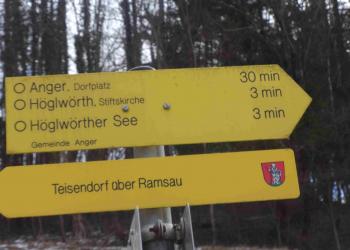 Anger, Dorfplatz 30 min
Höglwörth, Stiftskirche 3 min
Höglwörther See 3 min
Gemeinde Anger
Teisendorf über Ramsau